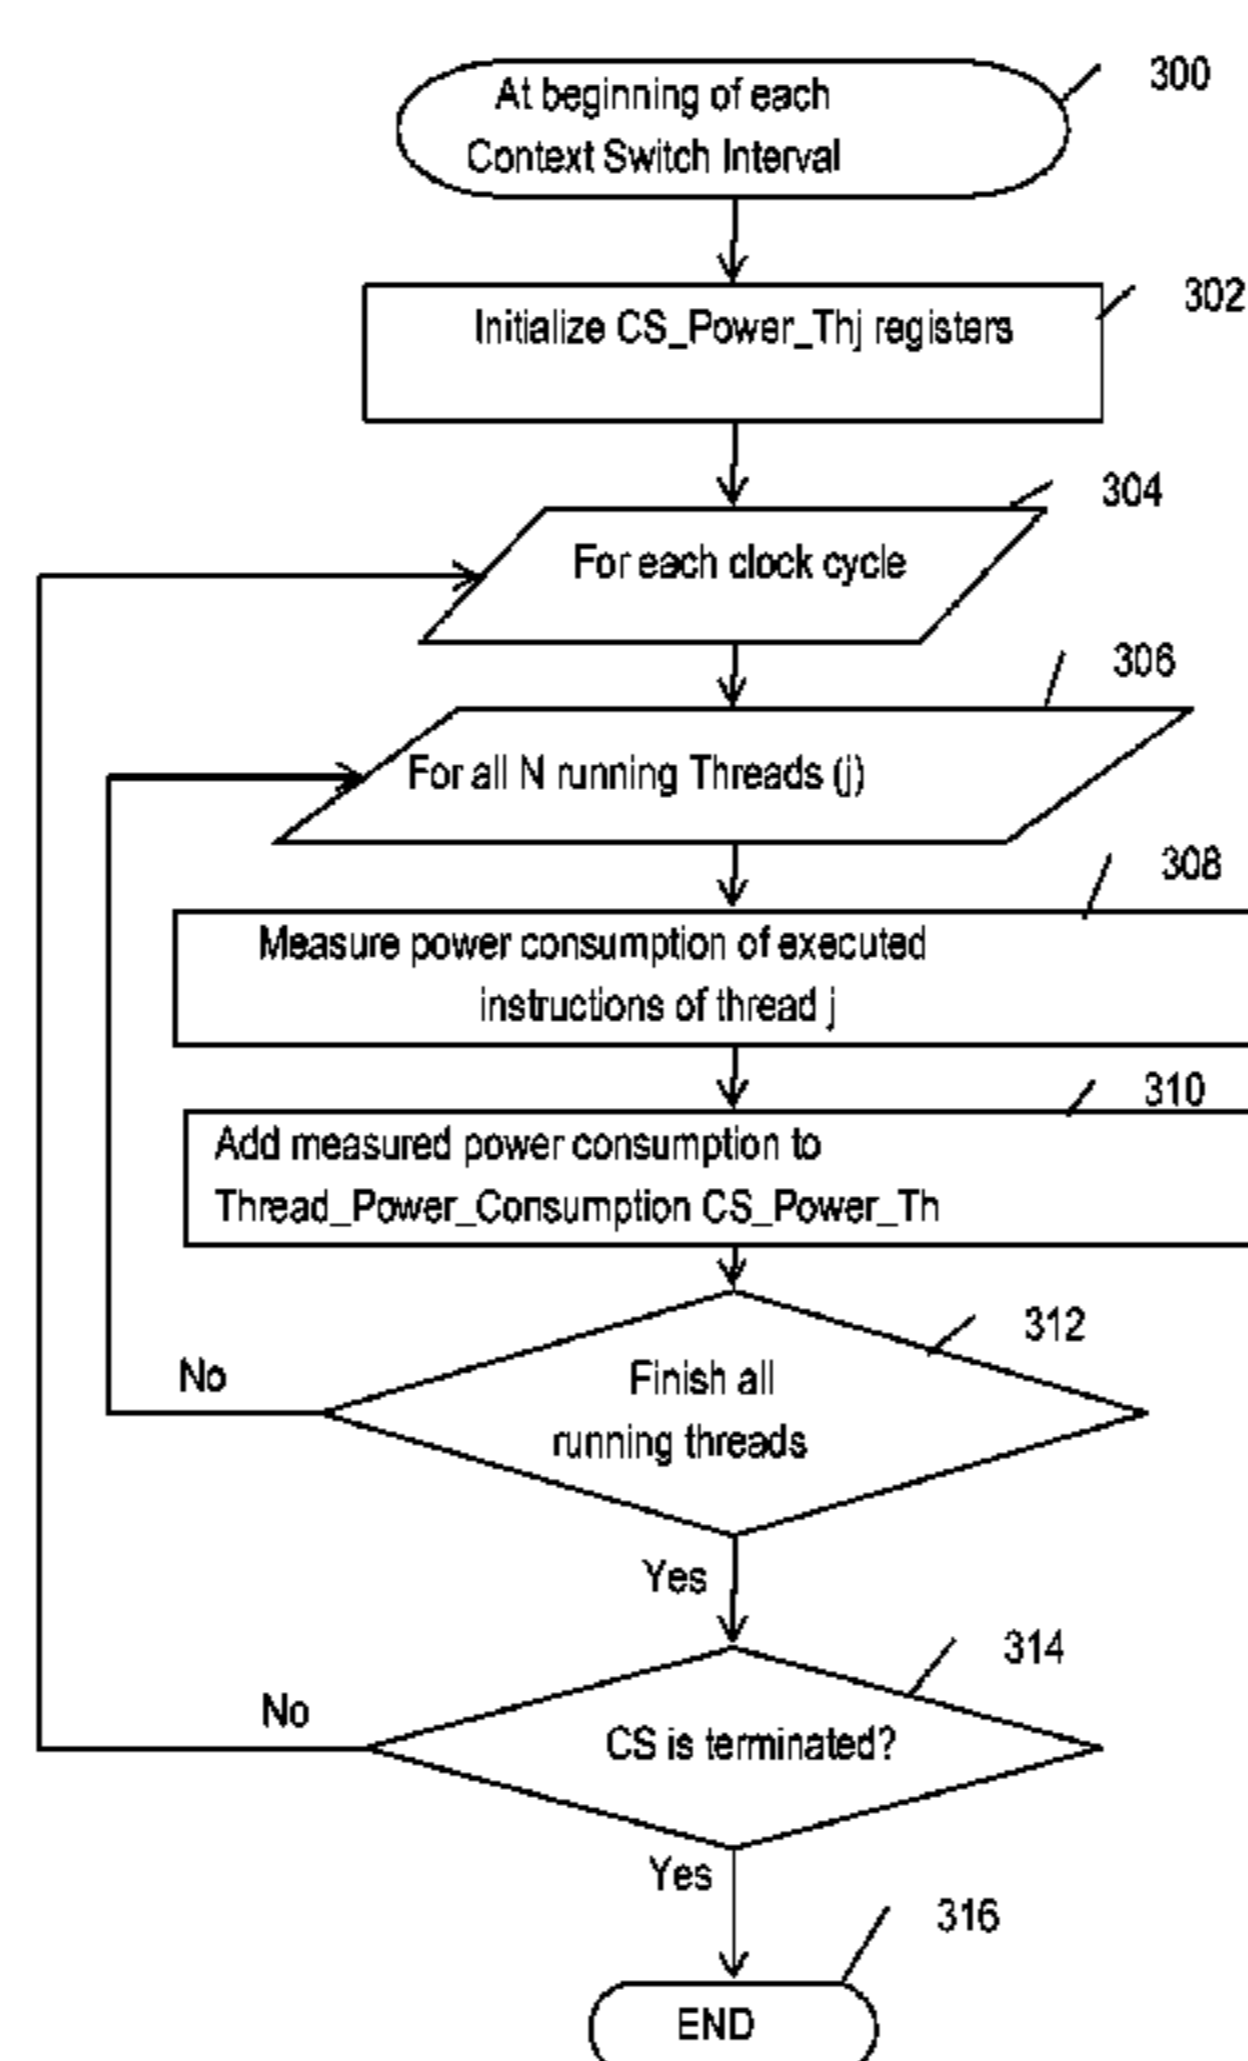 At beginning of each
Context Switch Interval
300
Initialize CS_Power_Thj registers
302
For each clock cycle
304
For all N running Threads (j)
306
Measure power consumption of executed
instructions of thread j
308
Add measured power consumption to
Thread_Power_Consumption CS_Power_Th
310
Finish all
running threads
312
No
Yes
CS is terminated?
314
No
Yes
END
316